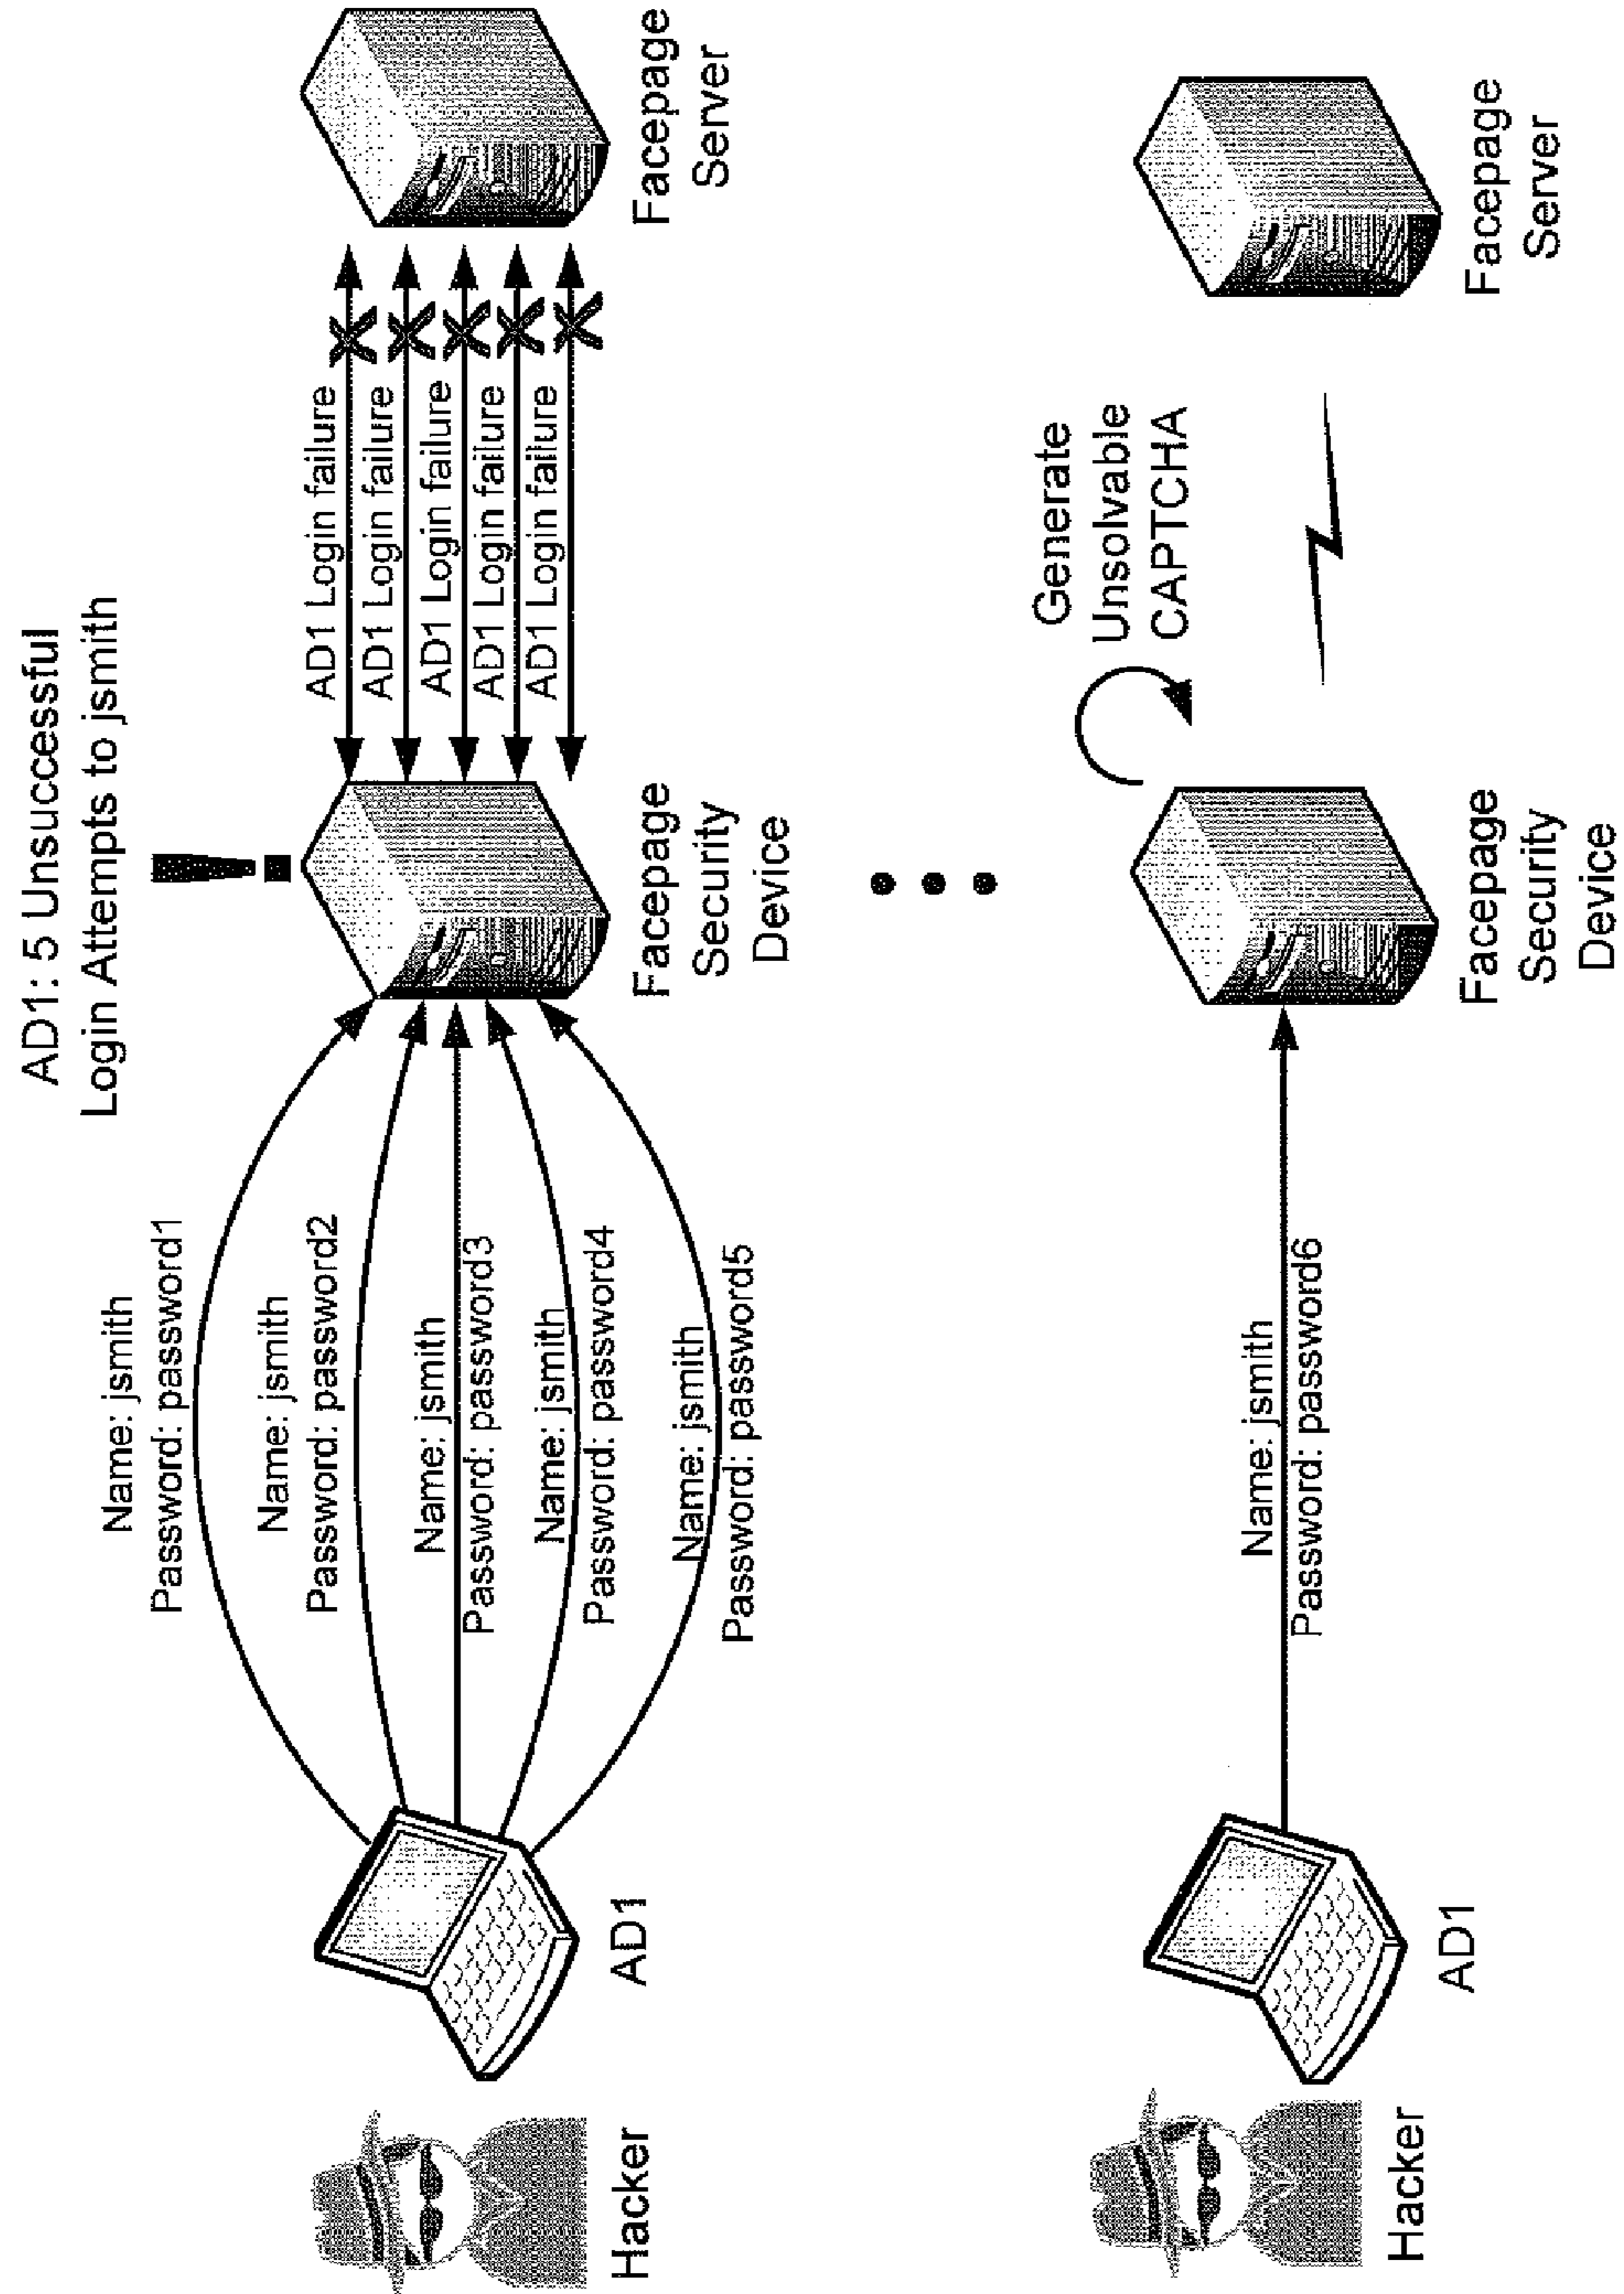 AD1: 5 Unsuccessful
Login Attempts to jsmith
Name: jsmith
Password: password1
Name: jsmith
Password: password2
Name: jsmith
Password: password3
Name: jsmith
Password: password4
Name: jsmith
Password: password5
AD1 Login failure
AD1 Login failure
AD1 Login failure
AD1 Login failure
AD1 Login failure
Hacker
AD1
Facepage
Security
Device
Facepage
Server
Generate
Unsolvable
CAPTCHA
Name: jsmith
Password: password6
Hacker
AD1
Facepage
Security
Device
Facepage
Server